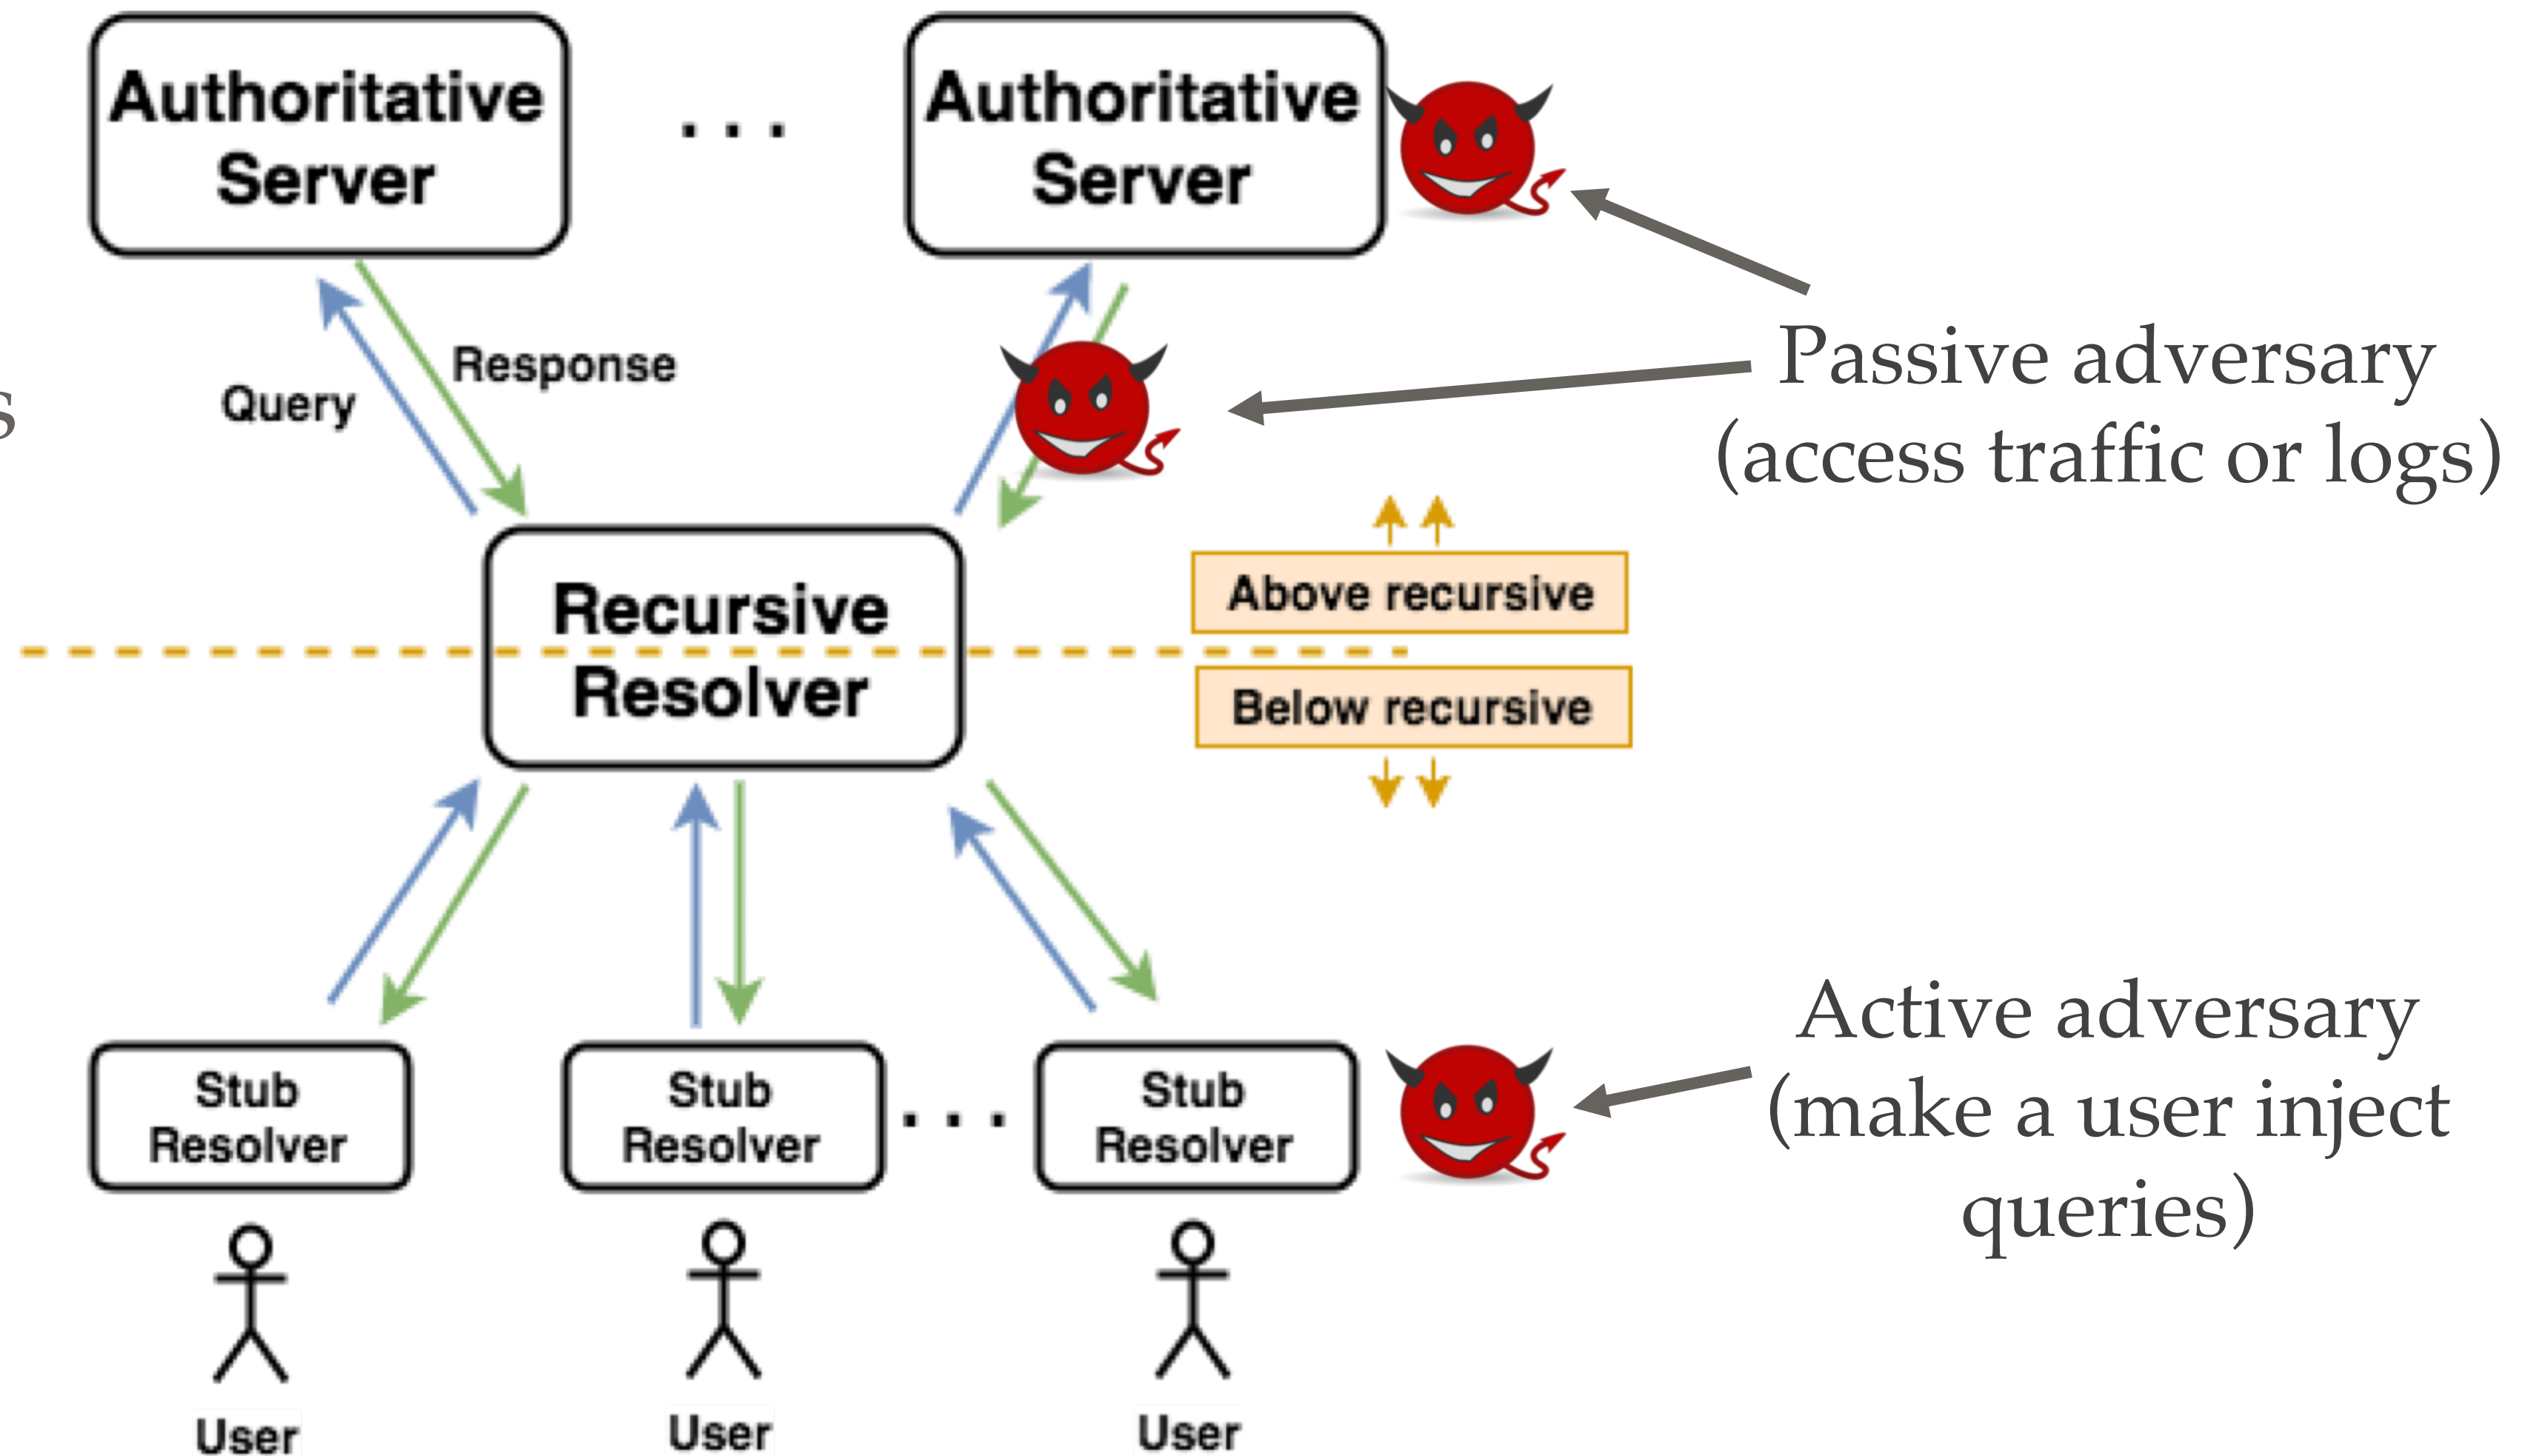 Authoritative
Server
...
Authoritative
Server
Response
Query
s
Passive adversary
(access traffic or logs)
Above recursive
Recursive
Resolver
Below recursive
Active adversary
(make a user inject
queries)
Stub
Resolver
Stub
Resolver
...
Stub
Resolver
User
User
User